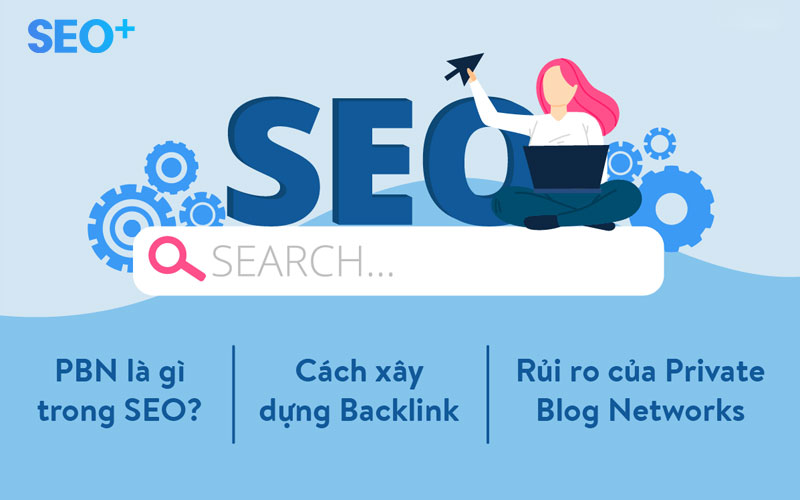 SEO+
SEO
SEARCH...
PBN là gì
trong SEO?
Cách xây
dựng Backlink
Rủi ro của Private
Blog Networks